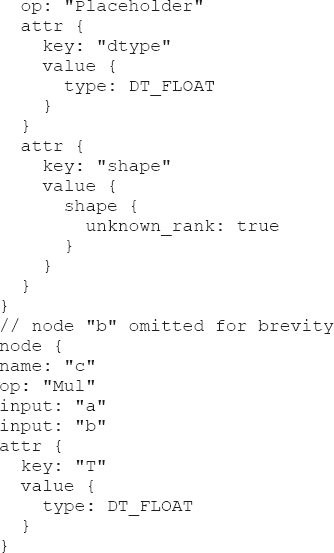 op: "Placeholder"
attr {
key: "dtype"
value {
type: DT_FLOAT
}
}
attr {
key: "shape"
value {
shape {
unknown_rank: true
}
}
}
}
// node "b" omitted for brevity
node {
name: "c"
op: "Mul"
input: "a"
input: "b"
attr {
key: "T"
value {
type: DT_FLOAT
}
}